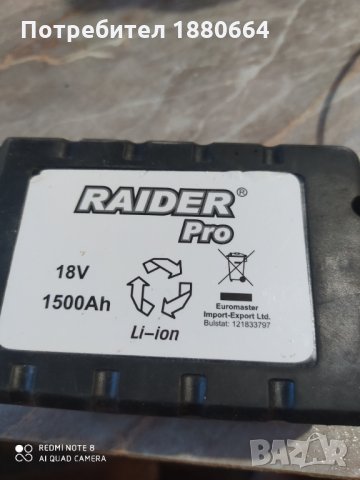 Потребител 1880664
RAIDER®
Pro
18V
1500Ah
Li-ion
Euromaster
Import-Export Ltd.
Bulstat: 121833797
REDMI NOTE 8
AI QUAD CAMERA
BAZAR